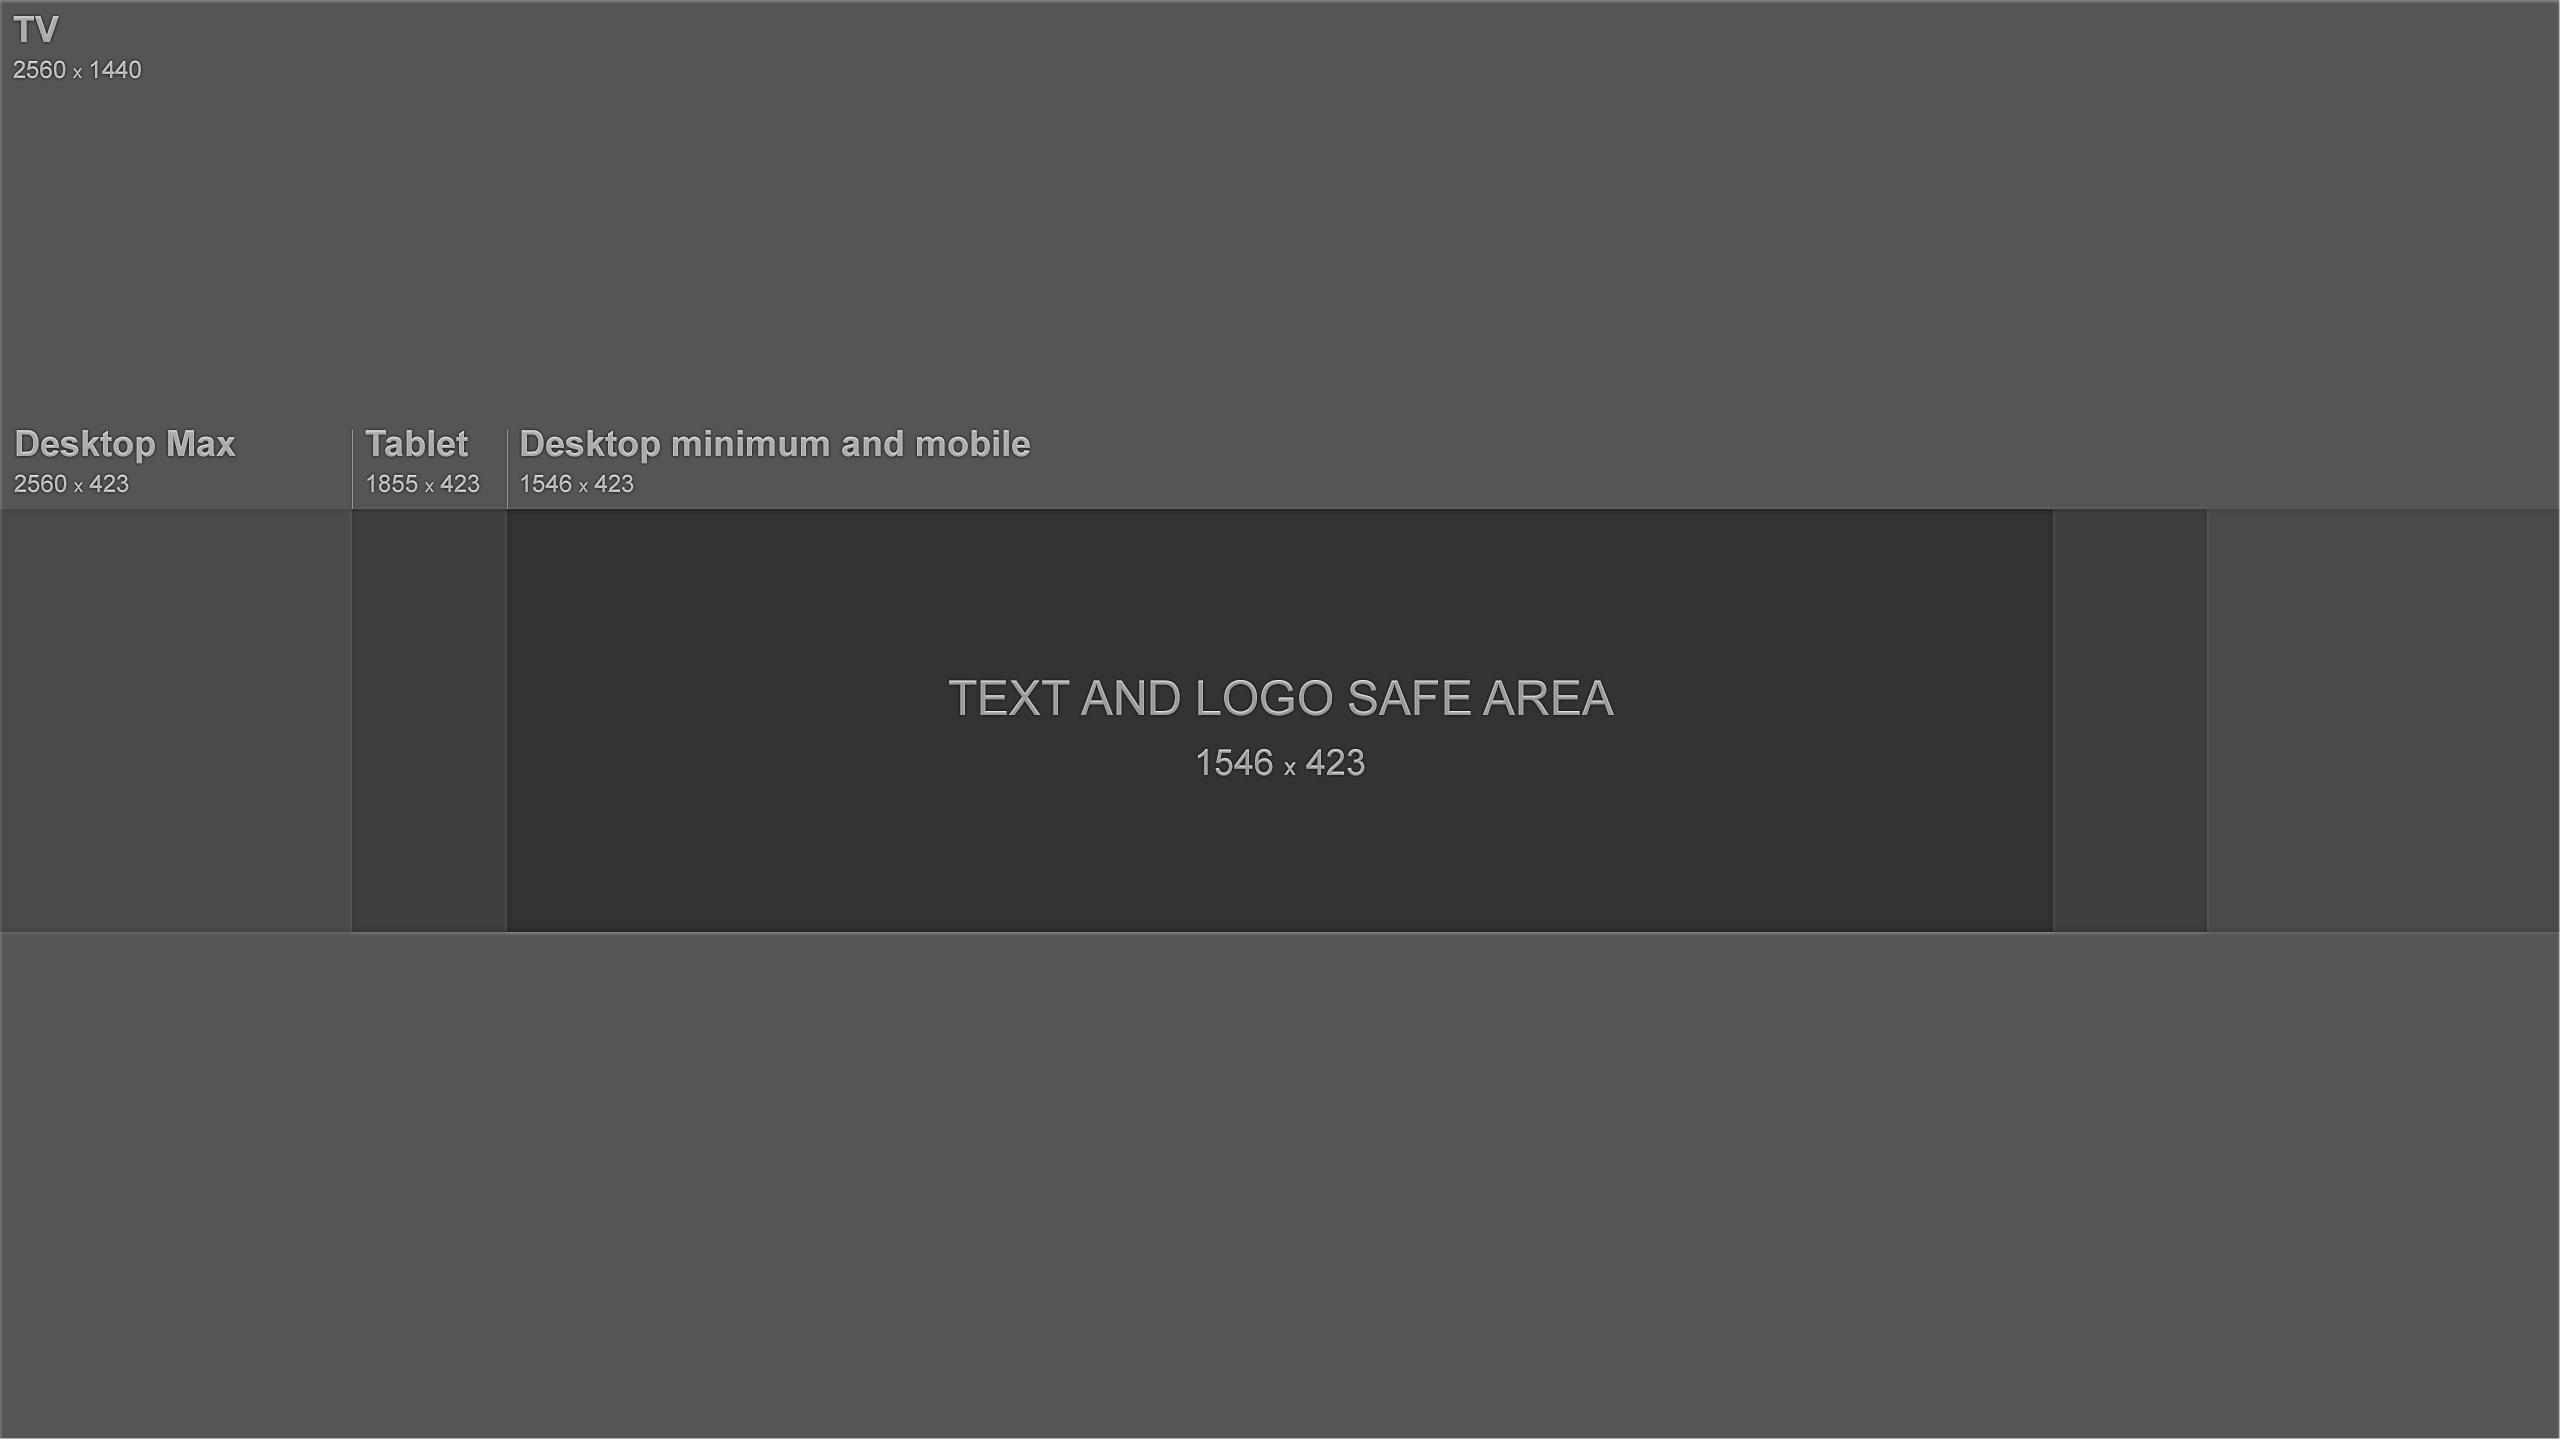 TV
2560 x 1440
Desktop Max
2560 x 423
Tablet
1855 x 423
Desktop minimum and mobile
1546 x 423
TEXT AND LOGO SAFE AREA
1546 x 423